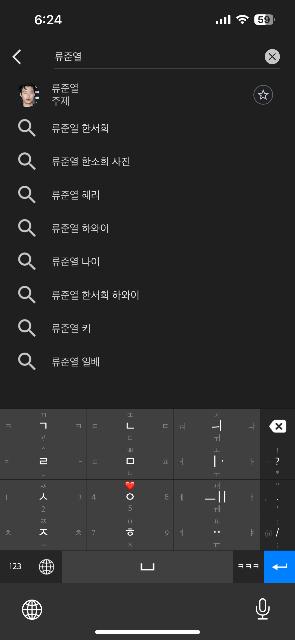 6:24
59
류준열
류준열
주제
류준열 한서희
류준열 한소희 사진
류준열 혜리
류준열 하와이
류준열 나이
류준열 한서희 하와이
류준열 키
류준열 일베
ㄱ ㄴ
ㄹ ㅁ
ㅅ ㅇ
ㅈ ㅎ
123 ㅋㅋㅋ